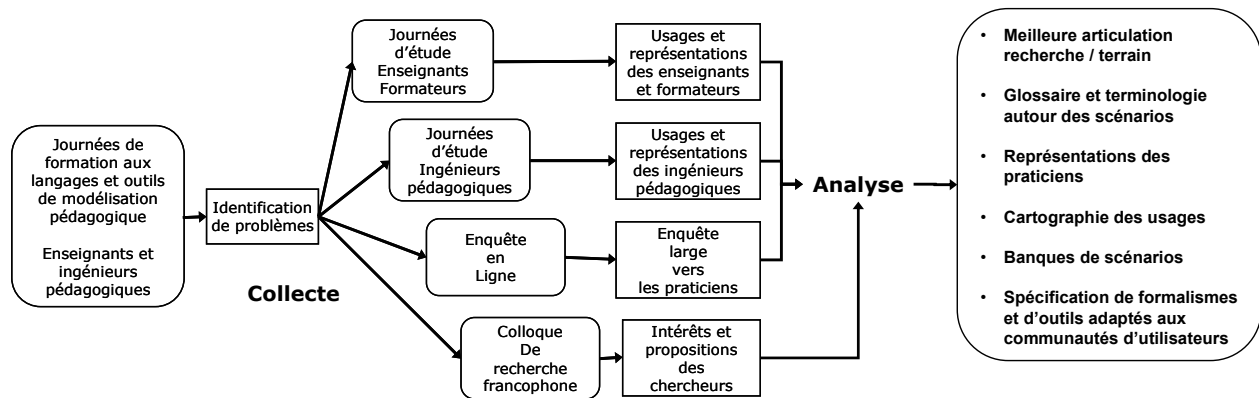 Journées de
formation aux
langages et outils
de modélisation
pédagogique
Enseignants et
ingénieurs
pédagogiques
Identification
de problèmes
Collecte
Journées
d'étude
Enseignants
Formateurs
Usages et
représentations
des enseignants
et formateurs
Journées
d'étude
Ingénieurs
pédagogiques
Usages et
représentations
des ingénieurs
pédagogiques
Enquête
en
Ligne
Enquête
large
vers
les praticiens
Colloque
De
recherche
francophone
Intérêts et
propositions
des
chercheurs
Analyse
• Meilleure articulation
recherche / terrain
• Glossaire et terminologie
autour des scénarios
• Représentations des
praticiens
• Cartographie des usages
• Banques de scénarios
• Spécification de formalismes
et d'outils adaptés aux
communautés d'utilisateurs